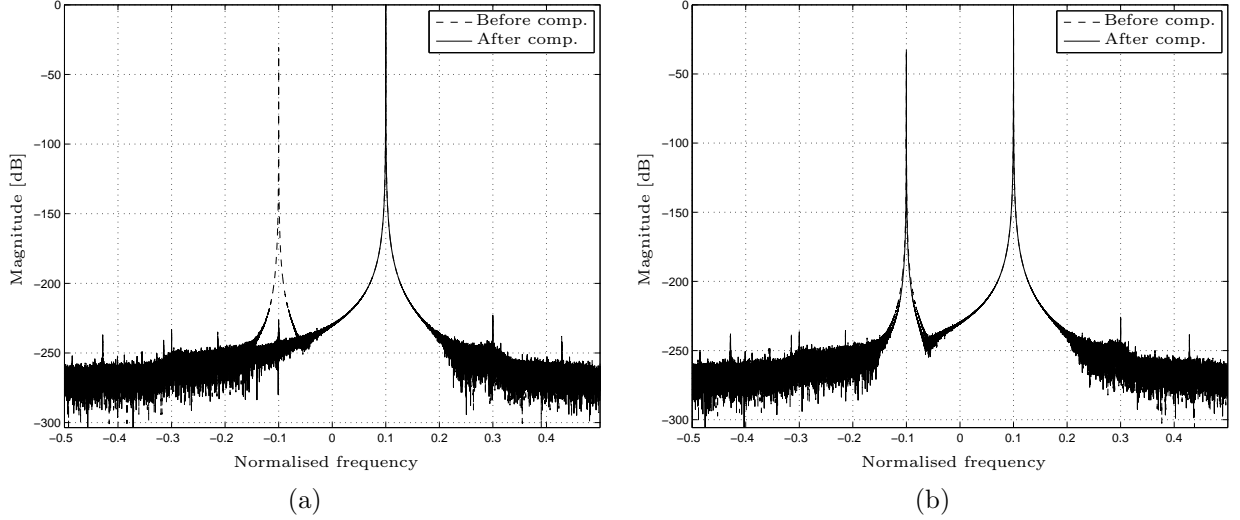 Before comp.
After comp.
0
−50
−100
−150
−200
−250
−300
Magnitude [dB]
−0.5 −0.4 −0.3 −0.2 −0.1 0 0.1 0.2 0.3 0.4
Normalised frequency
(a)
Before comp.
After comp.
0
−50
−100
−150
−200
−250
−300
Magnitude [dB]
−0.5 −0.4 −0.3 −0.2 −0.1 0 0.1 0.2 0.3 0.4
Normalised frequency
(b)